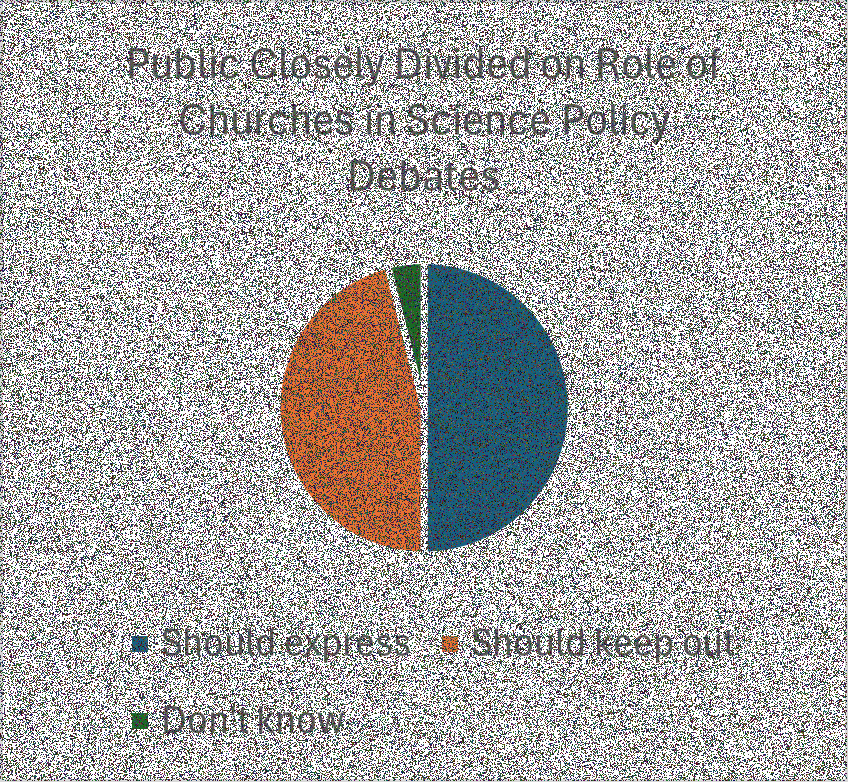 Public Closely Divided on Role of
Churches in Science Policy
Debates
Should express
Should keep out
Don't know